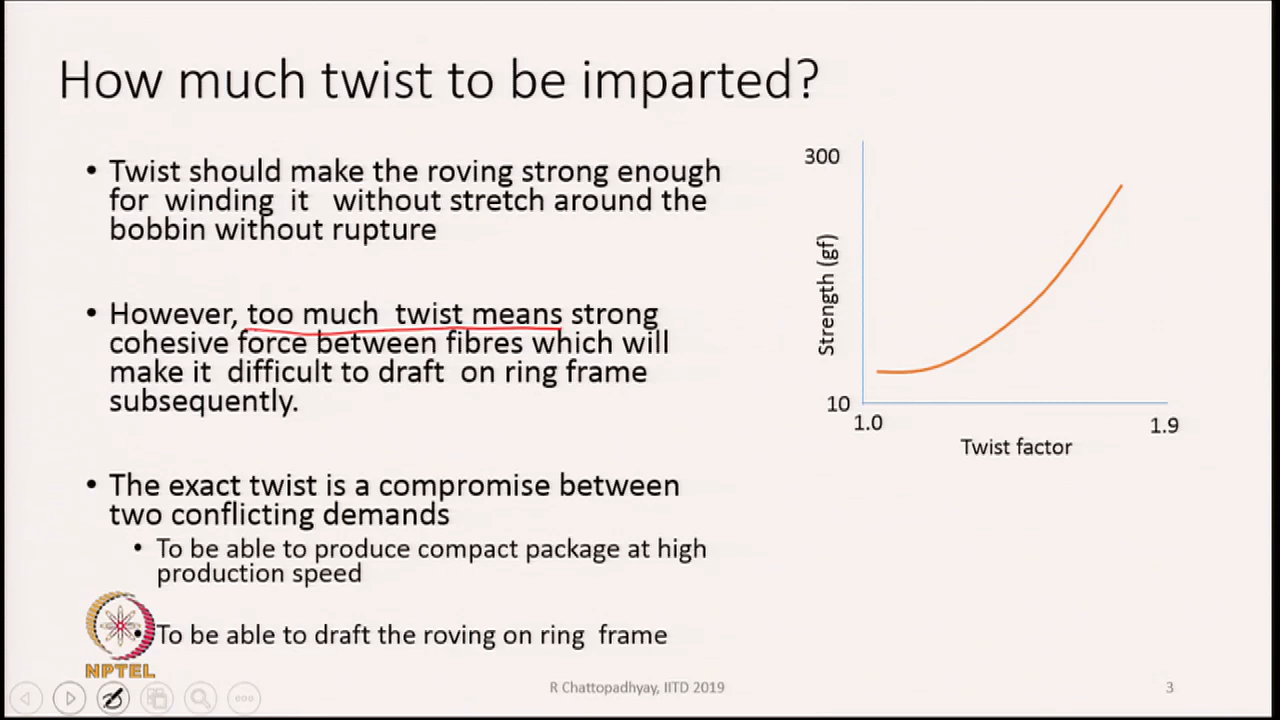 How much twist to be imparted?
• Twist should make the roving strong enough
for winding it without stretch around the
bobbin without rupture
• However, too much twist means strong
cohesive force between fibres which will
make it difficult to draft on ring frame
subsequently.
• The exact twist is a compromise between
two conflicting demands
• To be able to produce compact package at high
production speed
• To be able to draft the roving on ring frame
300
Strength (gf)
10
1.0
1.9
Twist factor
NPTEL
R Chattopadhyay, IITD 2019
3